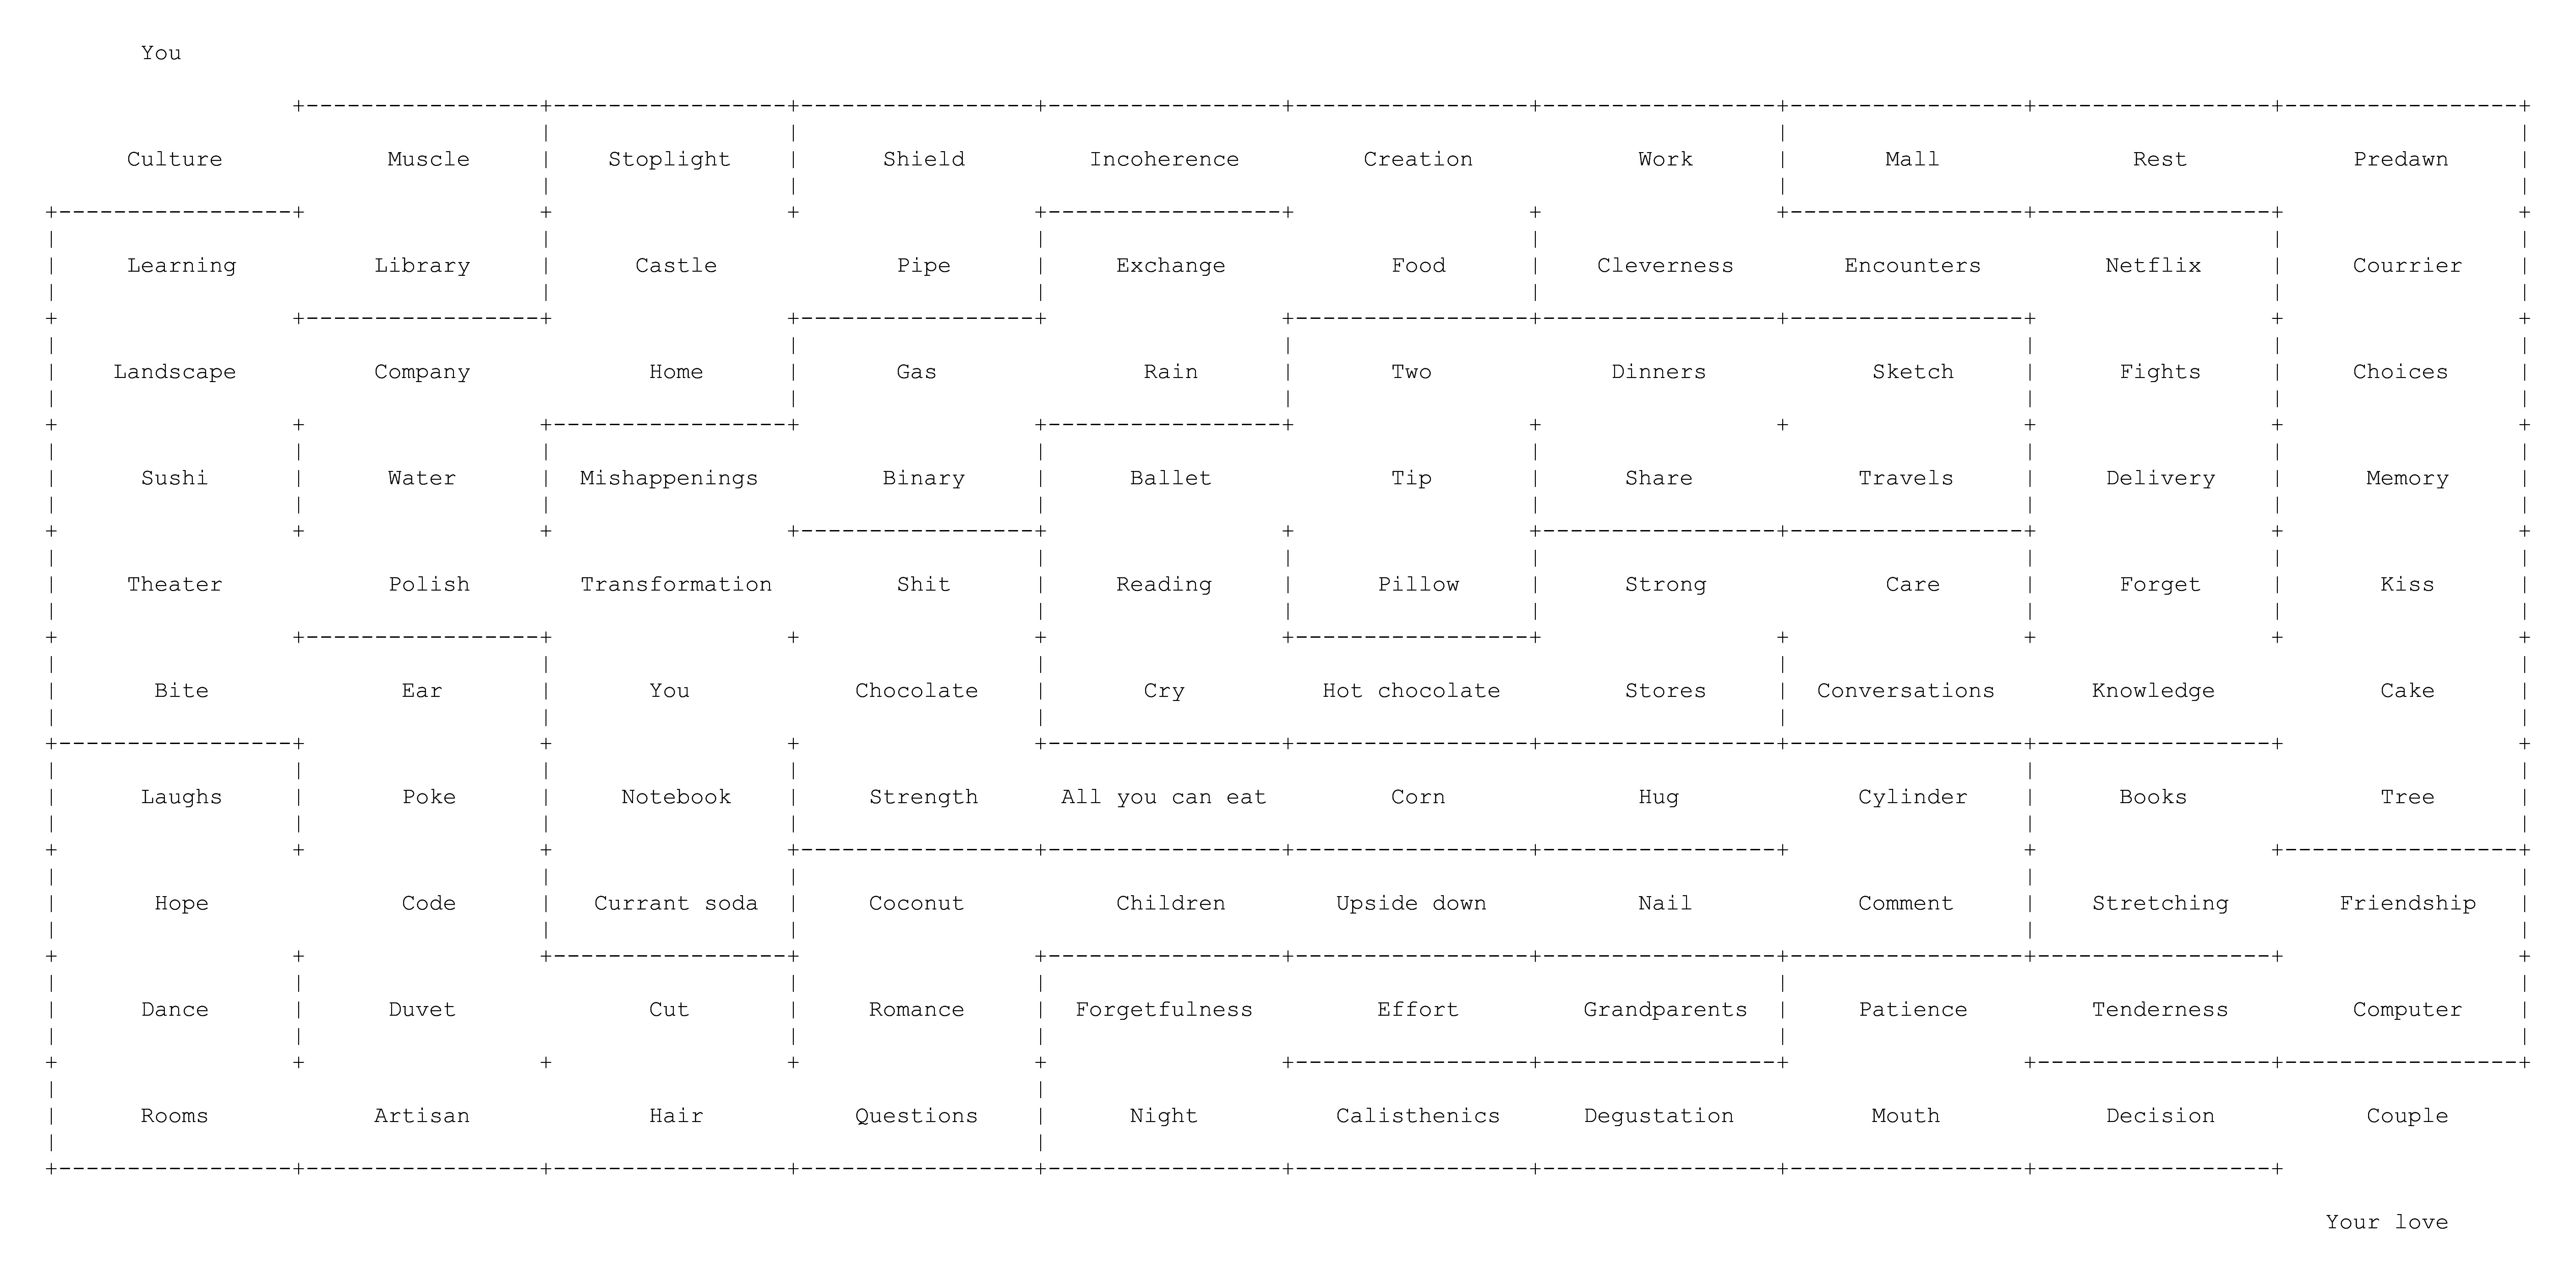 You
Culture Muscle Stoplight Shield Incoherence Creation Work Mall Rest Predawn
Learning Library Castle Pipe Exchange Food Cleverness Encounters Netflix Courrier
Landscape Company Home Gas Rain Two Dinners Sketch Fights Choices
Sushi Water Mishappenings Binary Ballet Tip Share Travels Delivery Memory
Theater Polish Transformation Shit Reading Pillow Strong Care Forget Kiss
Bite Ear You Chocolate Cry Hot chocolate Stores Conversations Knowledge Cake
Laughs Poke Notebook Strength All you can eat Corn Hug Cylinder Books Tree
Hope Code Currant soda Coconut Children Upside down Nail Comment Stretching Friendship
Dance Duvet Cut Romance Forgetfulness Effort Grandparents Patience Tenderness Computer
Rooms Artisan Hair Questions Night Calisthenics Degustation Mouth Decision Couple
Your love